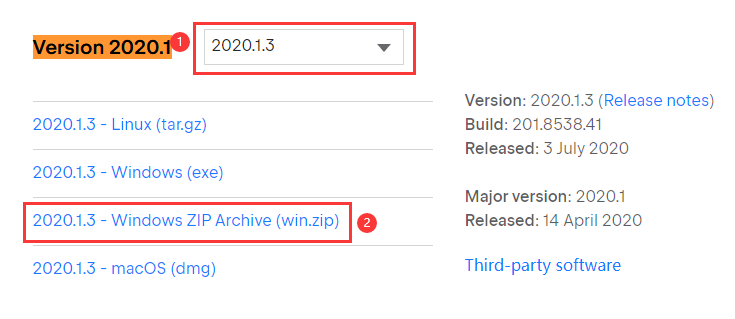 Version 2020.1
1
2020.1.3
2020.1.3 - Linux (tar.gz)
2020.1.3 - Windows (exe)
2020.1.3 - Windows ZIP Archive (win.zip)
2
2020.1.3 - macOS (dmg)
Version: 2020.1.3 (Release notes)
Build: 201.8538.41
Released: 3 July 2020
Major version: 2020.1
Released: 14 April 2020
Third-party software